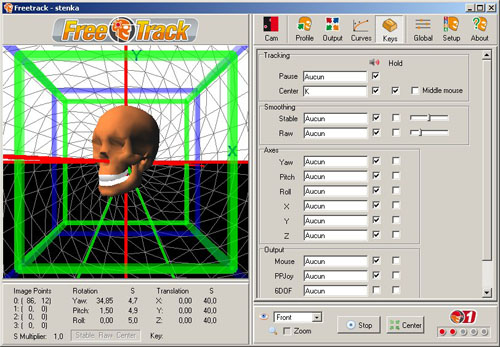 Freetrack - stenka
Free Track
Cam Profile Output Curves Keys Global Setup About
Y
X
Tracking
Hold
Pause Aucun
Center K Middle mouse
Smoothing
Stable Aucun
Raw Aucun
Axes
Yaw Aucun
Pitch Aucun
Roll Aucun
X Aucun
Y Aucun
Z Aucun
Output
Mouse Aucun
PPJoy Aucun
6DOF Aucun
Image Points Rotation S Translation S
1: ( 86, 12) Yaw: 34,85 4,7 X: 0,00 40,0
2: ( 0, 0) Pitch: 1,50 4,9 Y: 0,00 40,0
3: ( 0, 0) Roll: 0,00 5,0 Z: 0,00 40,0
S Multiplier: 1,0 Stable: Raw: Center: Key:
Front
Zoom
Stop
Center
1